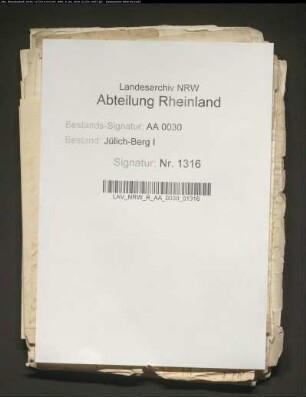 Landesarchiv NRW
Abteilung Rheinland
Bestands-Signatur: AA 0030
Bestand: Jülich-Berg I
Signatur: Nr. 1316
LAV_NRW_R_AA_0030_01316